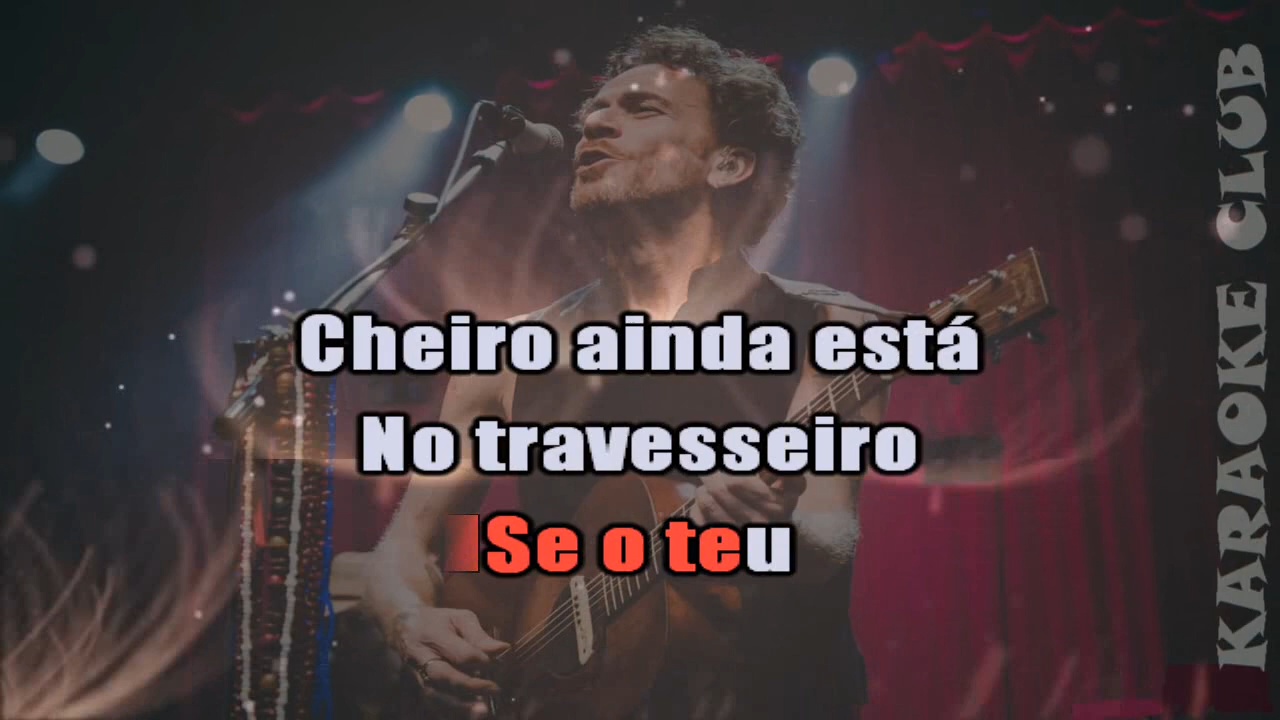 Cheiro ainda está
No travesseiro
Se o teu
KARAOKE CLUB